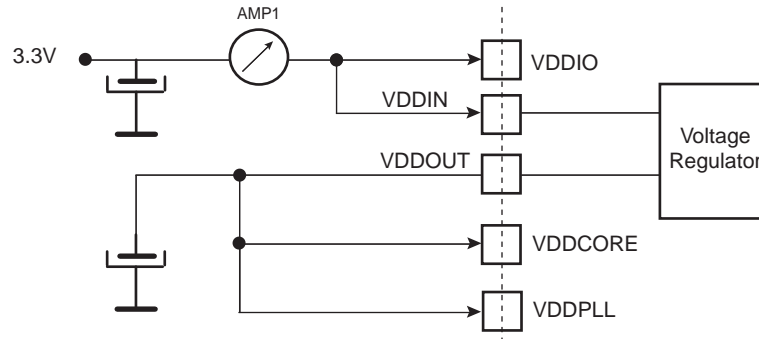 AMP1
3.3V
VDDIO
VDDIN
Voltage
Regulator
VDDOUT
VDDCORE
VDDPLL